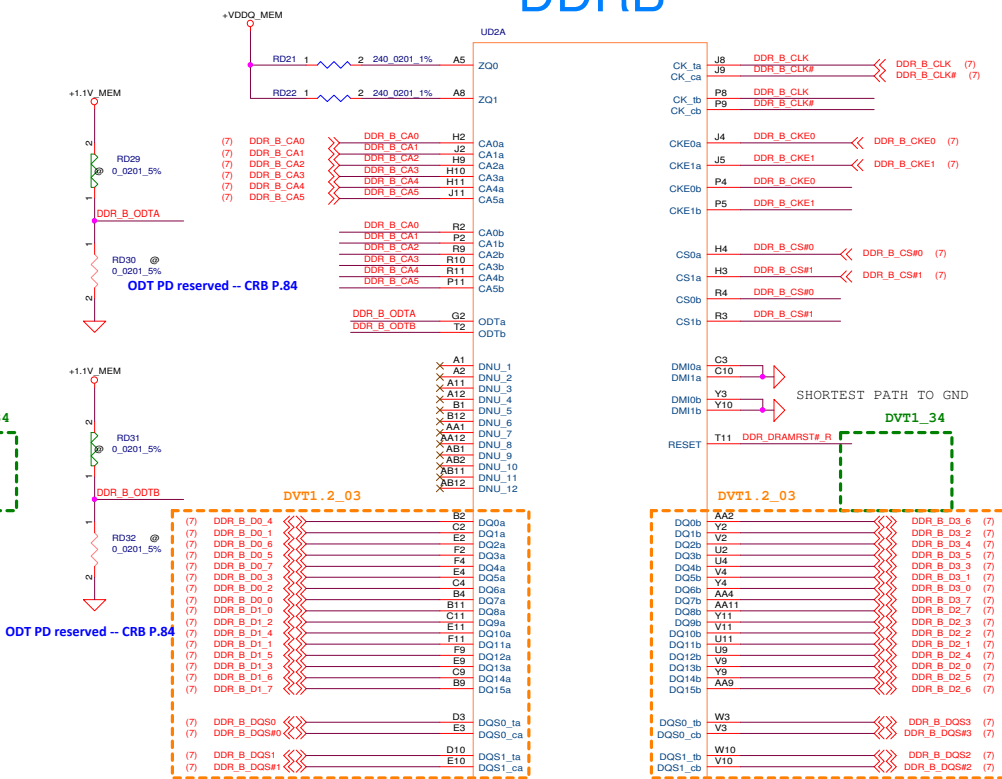 DDRB
+VDDQ_MEM
UD2A
RD21 1 2 240_0201_1% A5 ZQ0
RD22 1 2 240_0201_1% A8 ZQ1
(7) DDR_B_CA0 DDR_B_CA0 H2 CA0a
(7) DDR_B_CA1 DDR_B_CA1 J2 CA1a
(7) DDR_B_CA2 DDR_B_CA2 H9 CA2a
(7) DDR_B_CA3 DDR_B_CA3 H10 CA3a
(7) DDR_B_CA4 DDR_B_CA4 H11 CA4a
(7) DDR_B_CA5 DDR_B_CA5 J11 CA5a
DDR_B_CA0 R2 CA0b
DDR_B_CA1 P2 CA1b
DDR_B_CA2 R9 CA2b
DDR_B_CA3 R10 CA3b
DDR_B_CA4 R11 CA4b
DDR_B_CA5 P11 CA5b
DDR_B_ODTA G2 ODTa
DDR_B_ODTB T2 ODTb
A1 DNU_1
A2 DNU_2
A11 DNU_3
A12 DNU_4
B1 DNU_5
B12 DNU_6
AA1 DNU_7
AA12 DNU_8
AB1 DNU_9
AB2 DNU_10
AB11 DNU_11
AB12 DNU_12
+1.1V_MEM
2
RD29
@ 0_0201_5%
1
DDR_B_ODTA
1
RD30 @
0_0201_5%
2
ODT PD reserved -- CRB P.84
+1.1V_MEM
2
RD31
@ 0_0201_5%
1
DDR_B_ODTB
1
RD32 @
0_0201_5%
2
ODT PD reserved -- CRB P.84
4
DVT1.2_03
(7) DDR_B_D0_4 B2 DQ0a
(7) DDR_B_D0_1 C2 DQ1a
(7) DDR_B_D0_6 E2 DQ2a
(7) DDR_B_D0_5 F2 DQ3a
(7) DDR_B_D0_7 F4 DQ4a
(7) DDR_B_D0_3 E4 DQ5a
(7) DDR_B_D0_2 C4 DQ6a
(7) DDR_B_D0_0 B4 DQ7a
(7) DDR_B_D1_0 B11 DQ8a
(7) DDR_B_D1_2 C11 DQ9a
(7) DDR_B_D1_4 E11 DQ10a
(7) DDR_B_D1_1 F11 DQ11a
(7) DDR_B_D1_5 F9 DQ12a
(7) DDR_B_D1_3 E9 DQ13a
(7) DDR_B_D1_6 C9 DQ14a
(7) DDR_B_D1_7 B9 DQ15a
(7) DDR_B_DQS0 D3 DQS0_ta
(7) DDR_B_DQS#0 E3 DQS0_ca
(7) DDR_B_DQS1 D10 DQS1_ta
(7) DDR_B_DQS#1 E10 DQS1_ca
CK_ta J8 DDR_B_CLK DDR_B_CLK (7)
CK_ca J9 DDR_B_CLK# DDR_B_CLK# (7)
CK_tb P8 DDR_B_CLK
CK_cb P9 DDR_B_CLK#
CKE0a J4 DDR_B_CKE0 DDR_B_CKE0 (7)
CKE1a J5 DDR_B_CKE1 DDR_B_CKE1 (7)
CKE0b P4 DDR_B_CKE0
CKE1b P5 DDR_B_CKE1
CS0a H4 DDR_B_CS#0 DDR_B_CS#0 (7)
CS1a H3 DDR_B_CS#1 DDR_B_CS#1 (7)
CS0b R4 DDR_B_CS#0
CS1b R3 DDR_B_CS#1
DMI0a C3
DMI1a C10
DMI0b Y3
DMI1b Y10
SHORTEST PATH TO GND
DVT1_34
RESET T11 DDR_DRAMRST#_R
DVT1.2_03
DQ0b AA2 DDR_B_D3_6 (7)
DQ1b Y2 DDR_B_D3_2 (7)
DQ2b V2 DDR_B_D3_4 (7)
DQ3b U2 DDR_B_D3_5 (7)
DQ4b U4 DDR_B_D3_3 (7)
DQ5b V4 DDR_B_D3_1 (7)
DQ6b Y4 DDR_B_D3_0 (7)
DQ7b AA4 DDR_B_D3_7 (7)
DQ8b AA11 DDR_B_D2_7 (7)
DQ9b Y11 DDR_B_D2_3 (7)
DQ10b V11 DDR_B_D2_2 (7)
DQ11b U11 DDR_B_D2_1 (7)
DQ12b U9 DDR_B_D2_4 (7)
DQ13b V9 DDR_B_D2_0 (7)
DQ14b Y9 DDR_B_D2_5 (7)
DQ15b AA9 DDR_B_D2_6 (7)
DQS0_tb W3 DDR_B_DQS3 (7)
DQS0_cb V3 DDR_B_DQS#3 (7)
DQS1_tb W10 DDR_B_DQS2 (7)
DQS1_cb V10 DDR_B_DQS#2 (7)